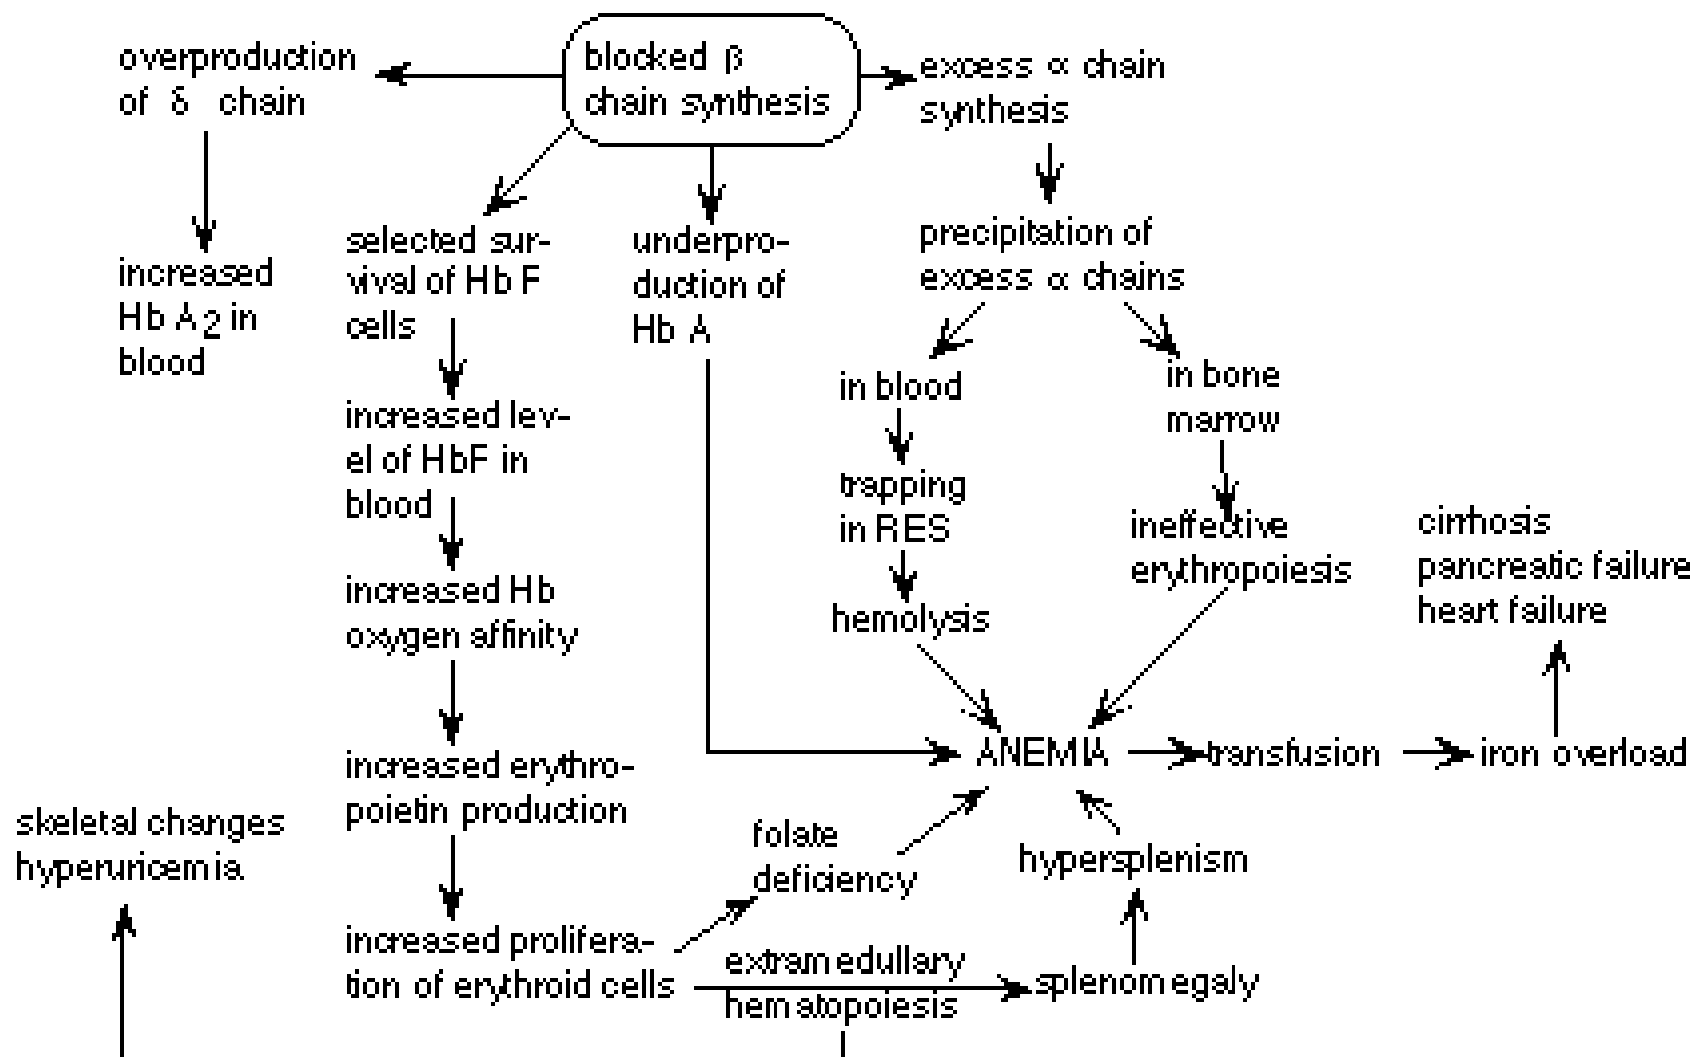 overproduction
of δ chain
blocked β
chain synthesis
excess α chain
synthesis
increased
Hb A2 in
blood
selected sur-
vival of Hb F
cells
underpro-
duction of
Hb A
precipitation of
excess α chains
in blood
in bone
marrow
increased lev-
el of HbF in
blood
trapping
in RES
ineffective
erythropoiesis
cirrhosis
pancreatic failure
heart failure
increased Hb
oxygen affinity
hemolysis
ANEMIA
transfusion
iron overload
increased erythro-
poietin production
skeletal changes
hyperuricemia
folate
deficiency
hypersplenism
increased prolifera-
tion of erythroid cells
extramedullary
hematopoiesis
splenomegaly